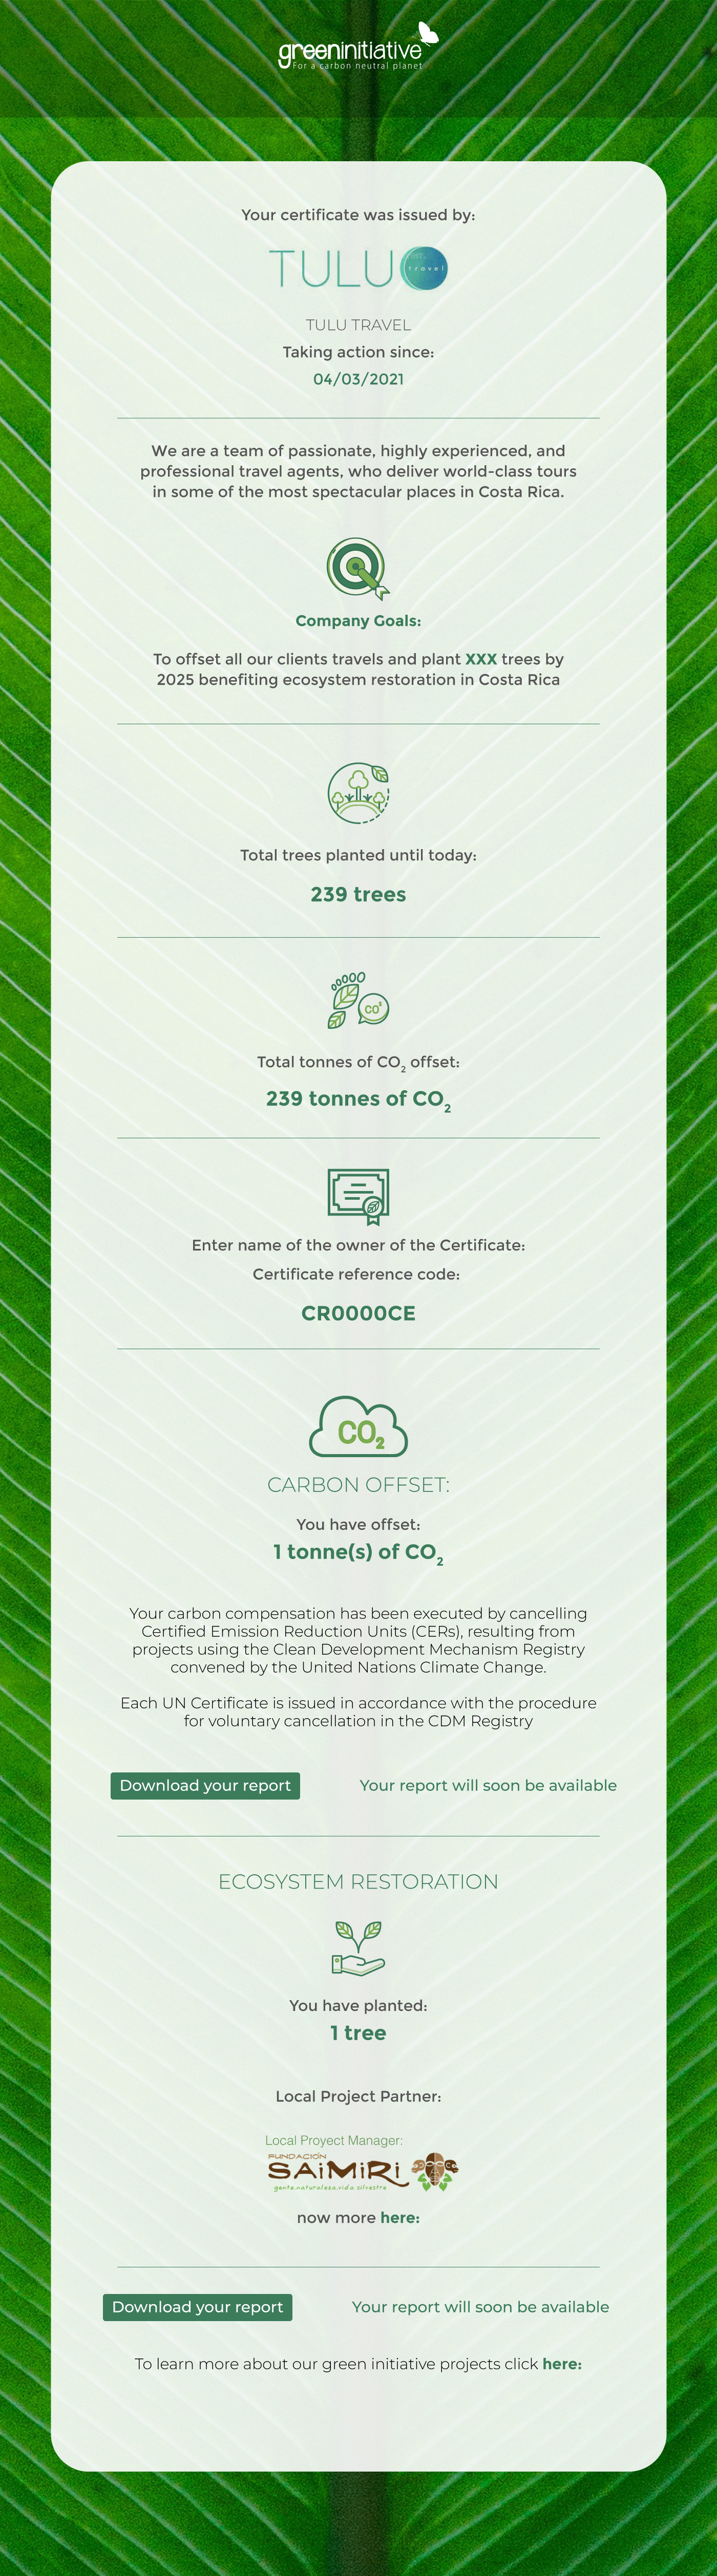 greeninitiative
For a carbon neutral planet
Your certificate was issued by:
TULU
travel
TULU TRAVEL
Taking action since:
04/03/2021
We are a team of passionate, highly experienced, and
professional travel agents, who deliver world-class tours
in some of the most spectacular places in Costa Rica.
Company Goals:
To offset all our clients travels and plant XXX trees by
2025 benefiting ecosystem restoration in Costa Rica
Total trees planted until today:
239 trees
CO²
Total tonnes of CO₂ offset:
239 tonnes of CO₂
Enter name of the owner of the Certificate:
Certificate reference code:
CR0000CE
CO₂
CARBON OFFSET:
You have offset:
1 tonne(s) of CO₂
Your carbon compensation has been executed by cancelling
Certified Emission Reduction Units (CERs), resulting from
projects using the Clean Development Mechanism Registry
convened by the United Nations Climate Change.
Each UN Certificate is issued in accordance with the procedure
for voluntary cancellation in the CDM Registry
Download your report Your report will soon be available
ECOSYSTEM RESTORATION
You have planted:
1 tree
Local Project Partner:
Local Proyect Manager:
FUNDACIÓN
SAiMiRi
gente,naturaleza,vida silvestre
now more here:
Download your report Your report will soon be available
To learn more about our green initiative projects click here: